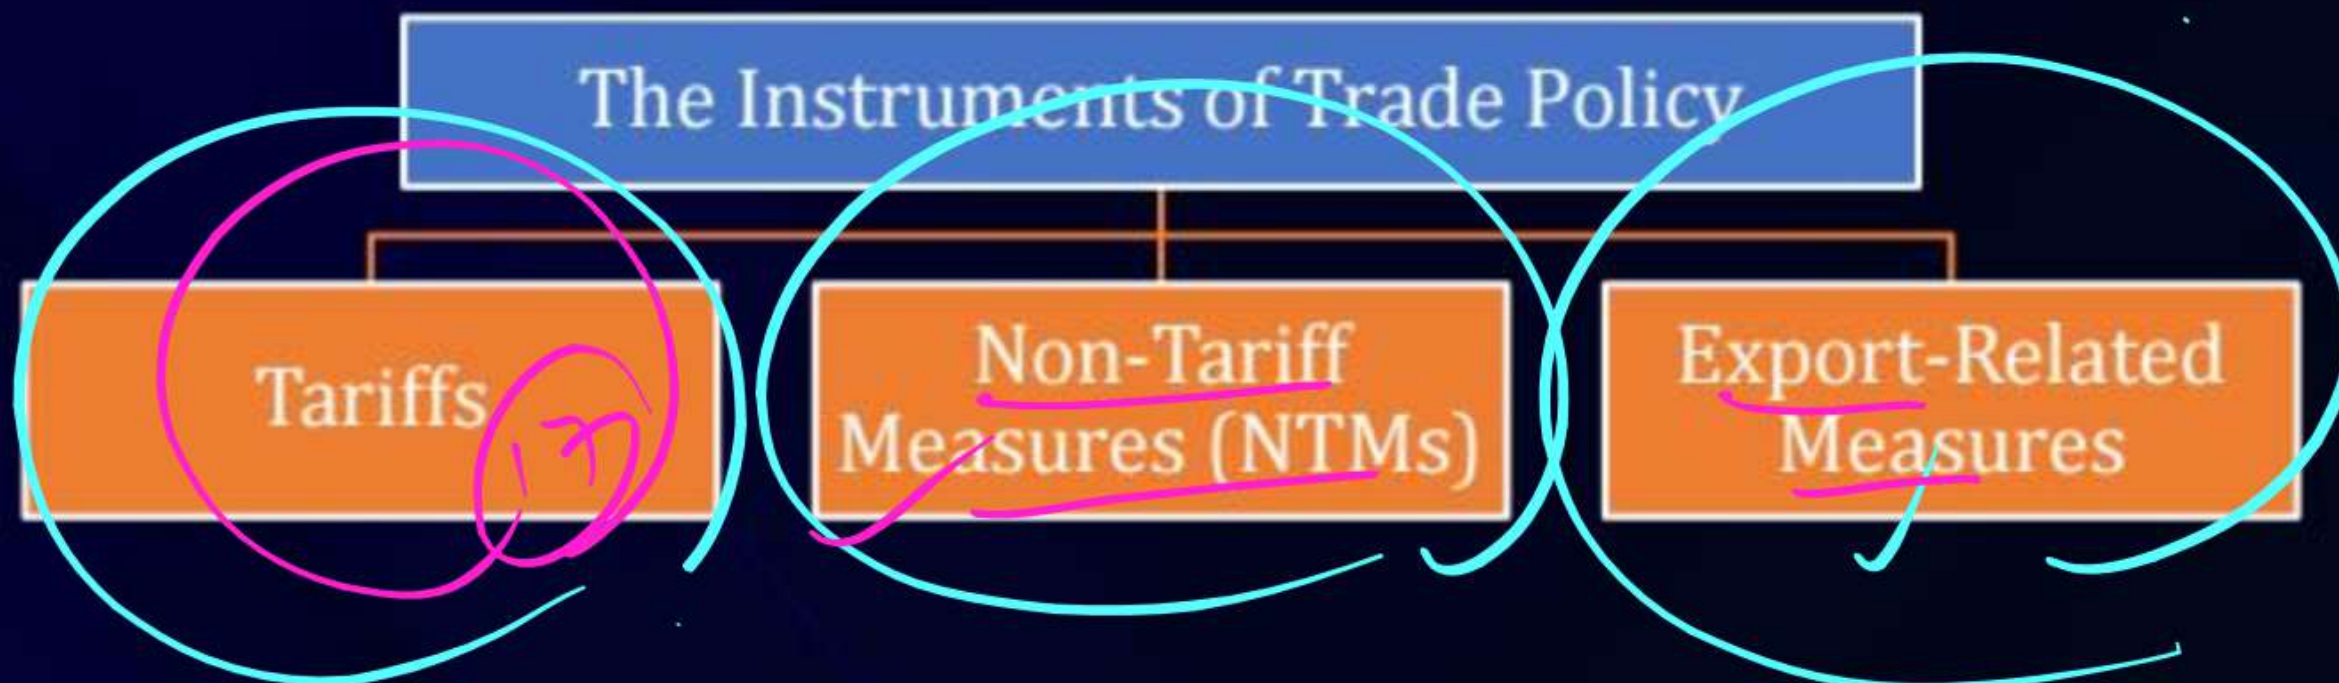 The Instruments of Trade Policy
Tariffs
Non-Tariff
Measures (NTMs)
Export-Related
Measures